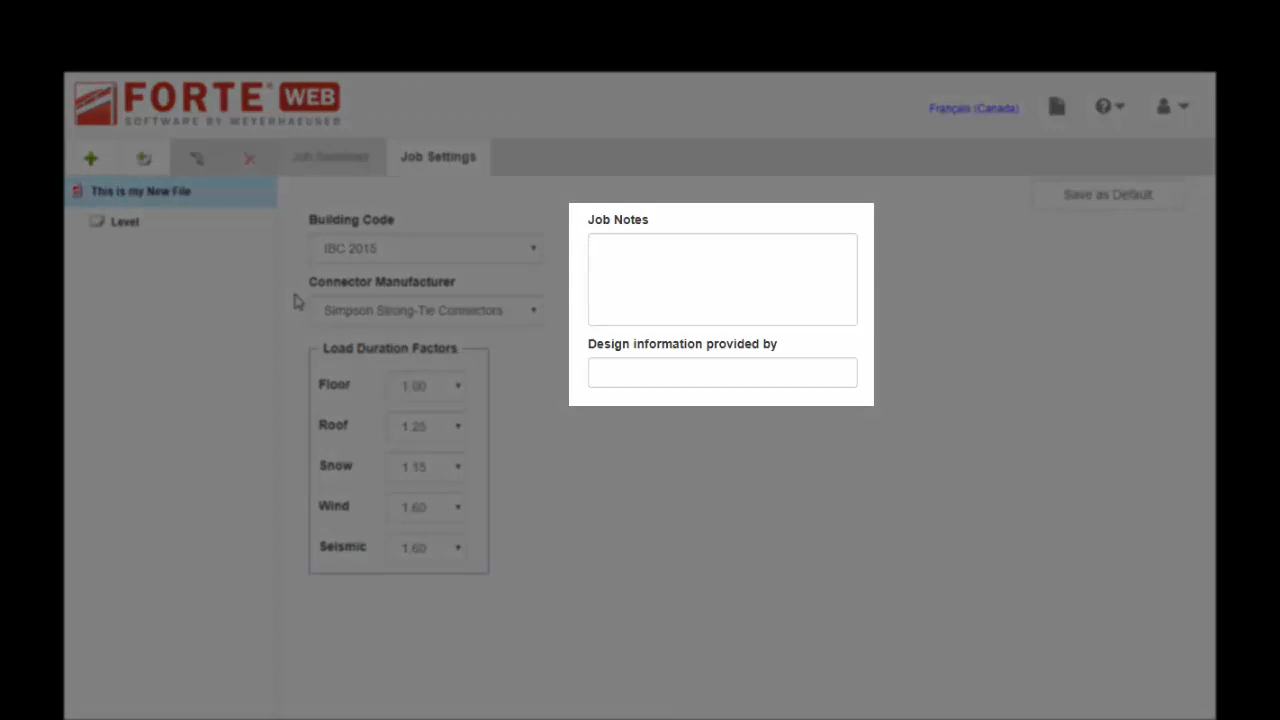 FORTE® WEB
SOFTWARE BY WEYERHAEUSER
Français (Canada)
Job Summary
Job Settings
This is my New File
Level
Save as Default
Building Code
IBC 2015
Connector Manufacturer
Simpson Strong-Tie Connectors
Load Duration Factors
Floor 1.00
Roof 1.25
Snow 1.15
Wind 1.60
Seismic 1.60
Job Notes
Design information provided by